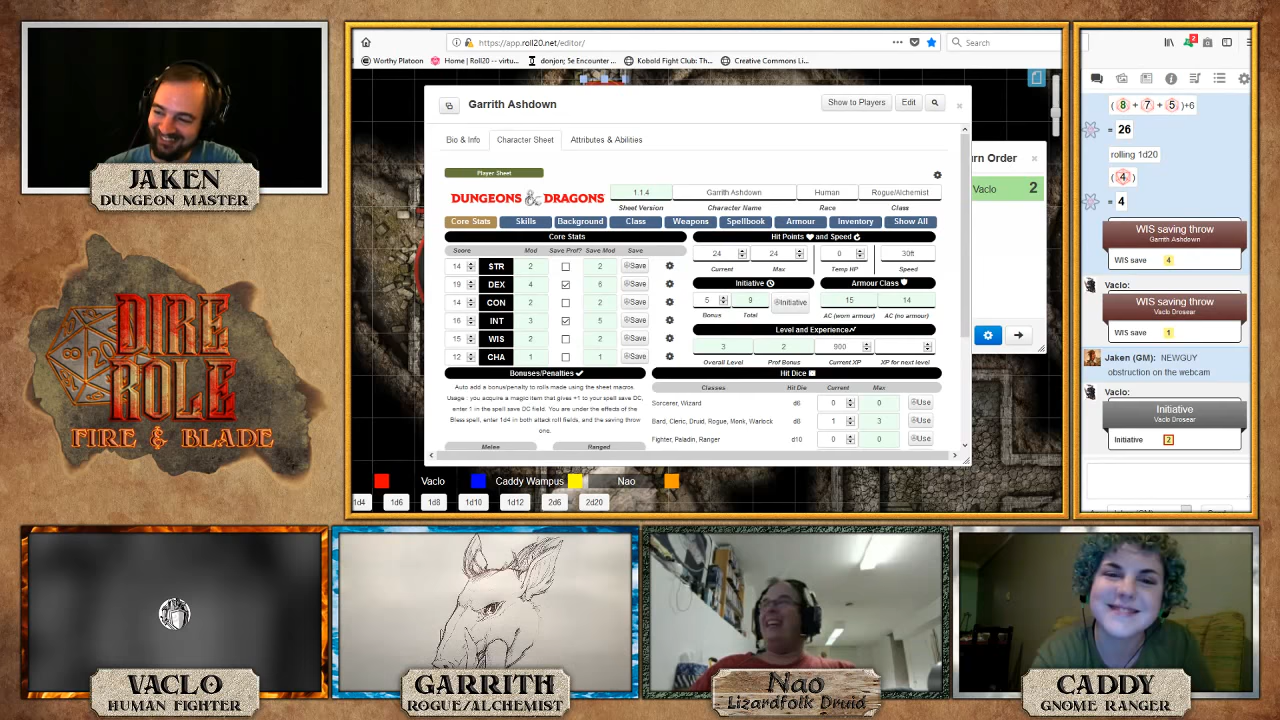 JAKEN
DUNGEON MASTER
DIRE
ROLE
FIRE & BLADE
https://app.roll20.net/editor/
Search
Worthy Platoon
Home | Roll20 -- virtu...
donjon; 5e Encounter...
Kobold Fight Club: Th...
Creative Commons Li...
Garrith Ashdown
Show to Players
Edit
Bio & Info
Character Sheet
Attributes & Abilities
Player Sheet
DUNGEONS & DRAGONS
1.1.4
Garrith Ashdown
Human
Rogue/Alchemist
Sheet Version
Character Name
Race
Class
Core Stats
Skills
Background
Class
Weapons
Spellbook
Armour
Inventory
Show All
Core Stats
Score Mod Save Prof? Save Mod Save
14 STR 2 2 Save
19 DEX 4 6 Save
14 CON 2 2 Save
16 INT 3 5 Save
15 WIS 2 2 Save
12 CHA 1 1 Save
Bonuses/Penalties
Auto add a bonus/penalty to rolls made using the sheet macros.
Usage : you acquire a magic item that gives +1 to your spell save DC,
enter 1 in the spell save DC field. You are under the effects of the
Bless spell, enter 1d4 in both attack roll fields, and the saving throw
one.
Melee
Ranged
Hit Points and Speed
24 24 0 30ft
Current Max Temp HP Speed
Initiative
5 9 Initiative
Bonus Total
Armour Class
15 14
AC (worn armour) AC (no armour)
Level and Experience
3 2 900
Overall Level Prof Bonus Current XP XP for next level
Hit Dice
Classes Hit Die Current Max
Sorcerer, Wizard d6 0 0 Use
Bard, Cleric, Druid, Rogue, Monk, Warlock d8 1 3 Use
Fighter, Paladin, Ranger d10 0 0 Use
rn Order
Vaclo 2
Vaclo
Caddy Wampus
Nao
1d4 1d6 1d8 1d10 1d12 2d6 2d20
2
(8+7+5)+6
= 26
rolling 1d20
(4)
= 4
WIS saving throw
Garrith Ashdown
WIS save 4
Vaclo:
WIS saving throw
Vaclo Drosear
WIS save 1
Jaken (GM): NEWGUY
obstruction on the webcam
Vaclo:
Initiative
Vaclo Drosear
Initiative 2
VACLO
HUMAN FIGHTER
GARRITH
ROGUE/ALCHEMIST
Nao
Lizardfolk Druid
CADDY
GNOME RANGER